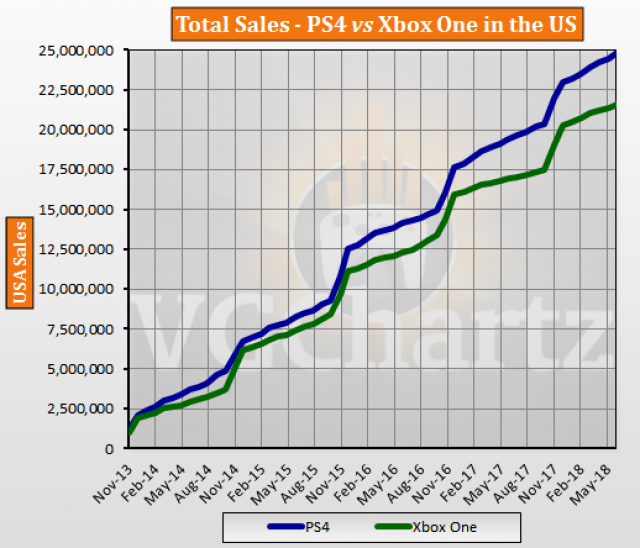 Total Sales - PS4 vs Xbox One in the US
25,000,000
22,500,000
20,000,000
17,500,000
15,000,000
12,500,000
10,000,000
7,500,000
5,000,000
2,500,000
0
USA Sales
VGChartz
Nov-13
Feb-14
May-14
Aug-14
Nov-14
Feb-15
May-15
Aug-15
Nov-15
Feb-16
May-16
Aug-16
Nov-16
Feb-17
May-17
Aug-17
Nov-17
Feb-18
May-18
PS4
Xbox One